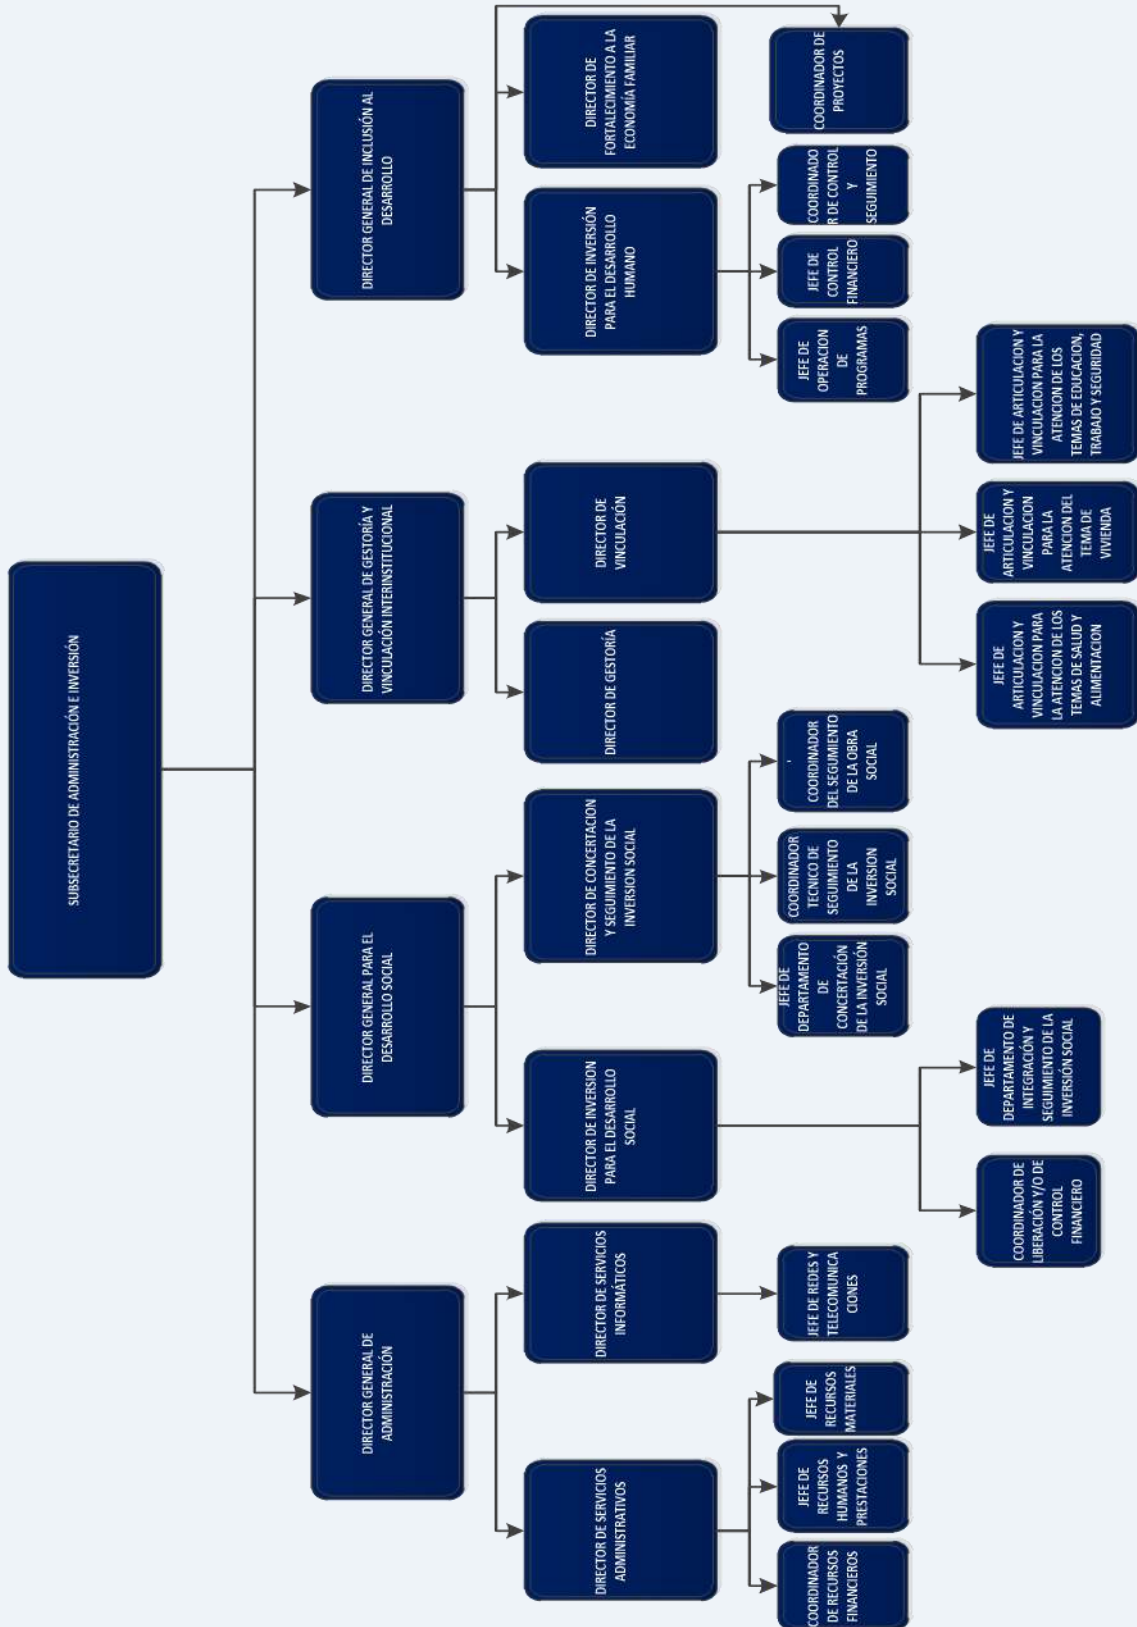 SUBSECRETARIO DE ADMINISTRACIÓN E INVERSIÓN
DIRECTOR GENERAL DE
ADMINISTRACIÓN
DIRECTOR GENERAL PARA EL
DESARROLLO SOCIAL
DIRECTOR GENERAL DE GESTORÍA Y
VINCULACIÓN INTERINSTITUCIONAL
DIRECTOR GENERAL DE INCLUSIÓN AL
DESARROLLO
DIRECTOR DE SERVICIOS
ADMINISTRATIVOS
DIRECTOR DE SERVICIOS
INFORMÁTICOS
DIRECTOR DE INVERSION
PARA EL DESARROLLO
SOCIAL
DIRECTOR DE CONCERTACION
Y SEGUIMIENTO DE LA
INVERSION SOCIAL
DIRECTOR DE GESTORÍA
DIRECTOR DE
VINCULACIÓN
DIRECTOR DE INVERSIÓN
PARA EL DESARROLLO
HUMANO
DIRECTOR DE
FORTALECIMIENTO A LA
ECONOMÍA FAMILIAR
COORDINADOR
DE RECURSOS
FINANCIEROS
JEFE DE
RECURSOS
HUMANOS Y
PRESTACIONES
JEFE DE
RECURSOS
MATERIALES
JEFE DE REDES Y
TELECOMUNICA
CIONES
JEFE DE
DEPARTAMENTO
DE
CONCERTACIÓN
DE LA INVERSIÓN
SOCIAL
COORDINADOR
TECNICO DE
SEGUIMIENTO
DE LA
INVERSION
SOCIAL
COORDINADOR
DEL SEGUMIENTO
DE LA OBRA
SOCIAL
JEFE DE
OPERACION
DE
PROGRAMAS
JEFE DE
CONTROL
FINANCIERO
COORDINADO
R DE CONTROL
Y
SEGUIMIENTO
COORDINADOR DE
PROYECTOS
COORDINADOR DE
LIBERACIÓN Y/O DE
CONTROL
FINANCIERO
JEFE DE
DEPARTAMENTO DE
INTEGRACIÓN Y
SEGUIMIENTO DE LA
INVERSIÓN SOCIAL
JEFE DE
ARTICULACION Y
VINCULACION PARA
LA ATENCION DE LOS
TEMAS DE SALUD Y
ALIMENTACION
JEFE DE
ARTICULACION Y
VINCULACION
PARA LA
ATENCION DEL
TEMA DE
VIVIENDA
JEFE DE ARTICULACION Y
VINCULACION PARA LA
ATENCION DE LOS
TEMAS DE EDUCACION,
TRABAJO Y SEGURIDAD